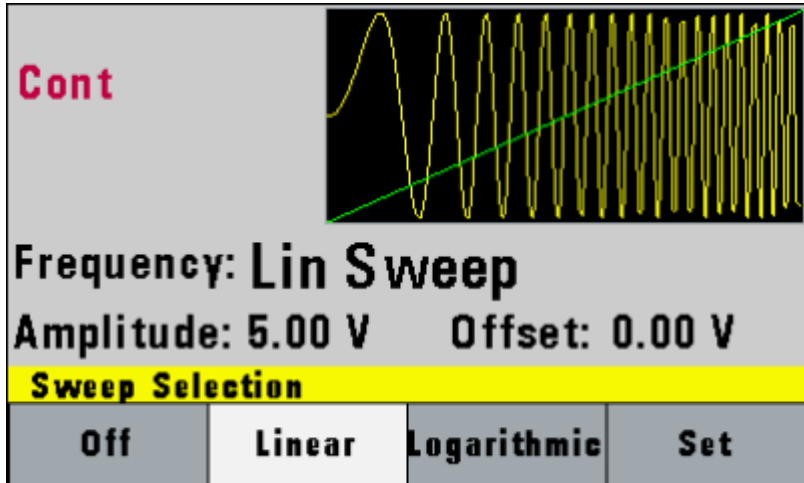 Cont
Frequency: Lin Sweep
Amplitude: 5.00 V Offset: 0.00 V
Sweep Selection
Off Linear Logarithmic Set